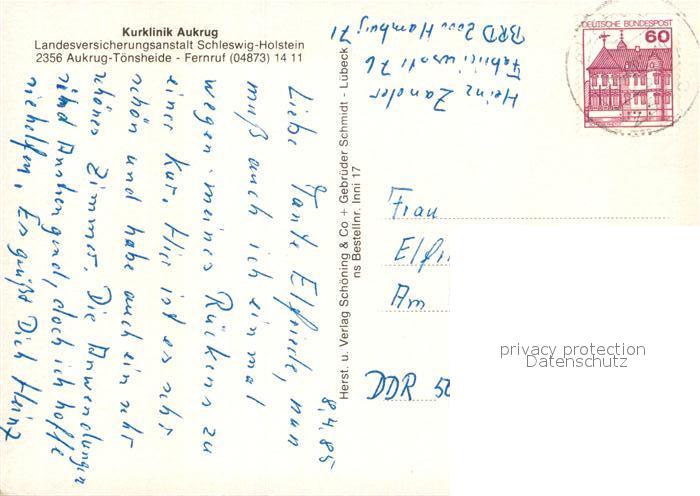 Kurklinik Aukrug
Landesversicherungsanstalt Schleswig-Holstein
2356 Aukrug-Tönsheide - Fernruf (04873) 14 11
8,4,85
Liebe Tante Elfriede, nun
muß auch ich einmal
wegen meines Rückens zu
einer Kur. Hier ist es sehr
schön und habe auch ein sehr
schönes Zimmer. Die Anwendungen
sind doch ich hoffe
sie helfen. Es grüßt Dich Heinz
Herst. u. Verlag Schöning & Co + Gebrüder Schmidt - Lübeck
ns Bestellnr. Inni 17
Heinz Zander
76
BRD 2000 Hamburg 71
DEUTSCHE BUNDESPOST
60
Frau
Elfri
Am
DDR 50
privacy protection
Datenschutz